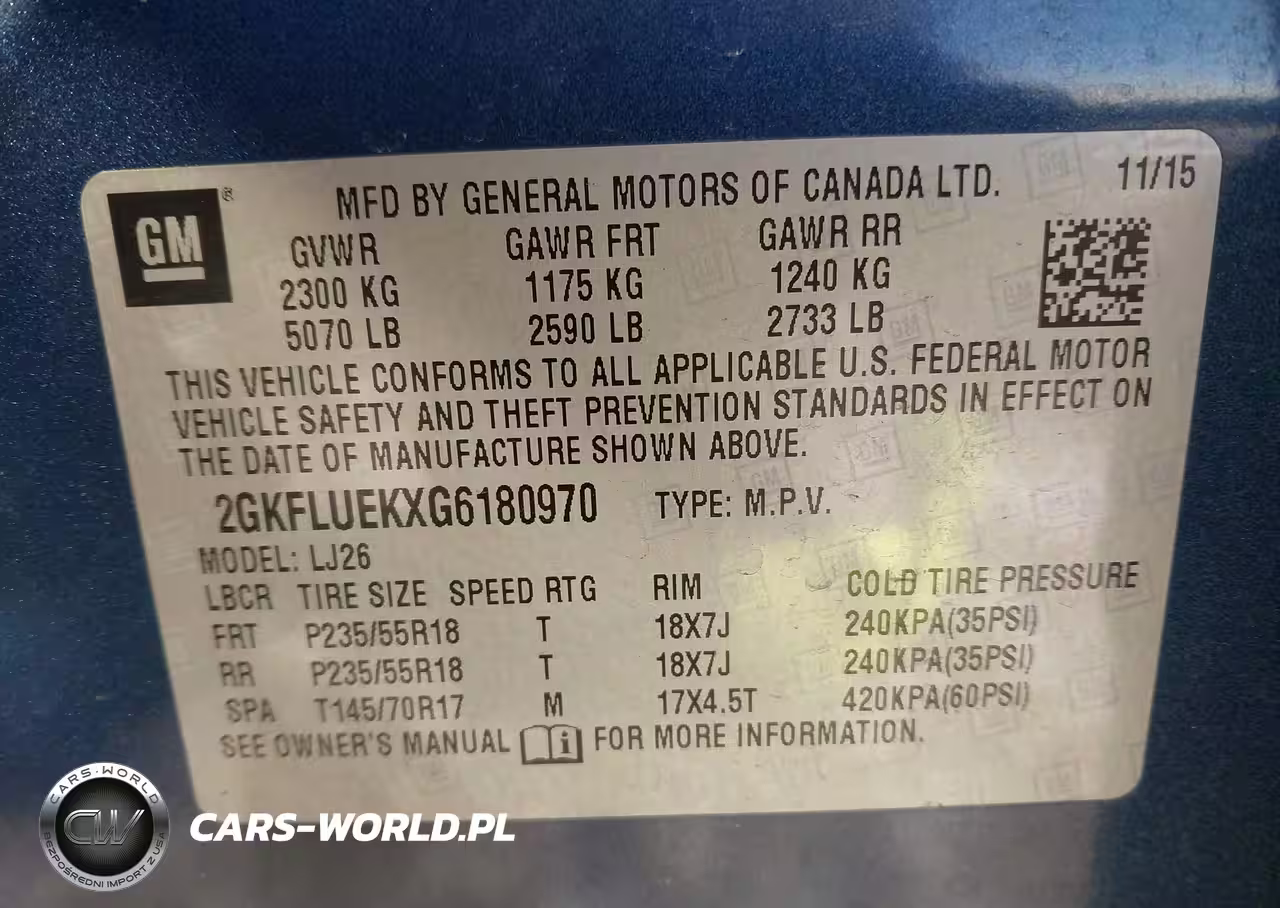 GM®
MFD BY GENERAL MOTORS OF CANADA LTD. 11/15
GVWR GAWR FRT GAWR RR
2300 KG 1175 KG 1240 KG
5070 LB 2590 LB 2733 LB
THIS VEHICLE CONFORMS TO ALL APPLICABLE U.S. FEDERAL MOTOR
VEHICLE SAFETY AND THEFT PREVENTION STANDARDS IN EFFECT ON
THE DATE OF MANUFACTURE SHOWN ABOVE.
2GKFLUEKXG6180970 TYPE: M.P.V.
MODEL: LJ26
LBCR TIRE SIZE SPEED RTG RIM COLD TIRE PRESSURE
FRT P235/55R18 T 18X7J 240KPA(35PSI)
RR P235/55R18 T 18X7J 240KPA(35PSI)
SPA T145/70R17 M 17X4.5T 420KPA(60PSI)
SEE OWNER'S MANUAL i FOR MORE INFORMATION.
CARS-WORLD
CW
BEZPOŚREDNI IMPORT Z USA
CARS-WORLD.PL